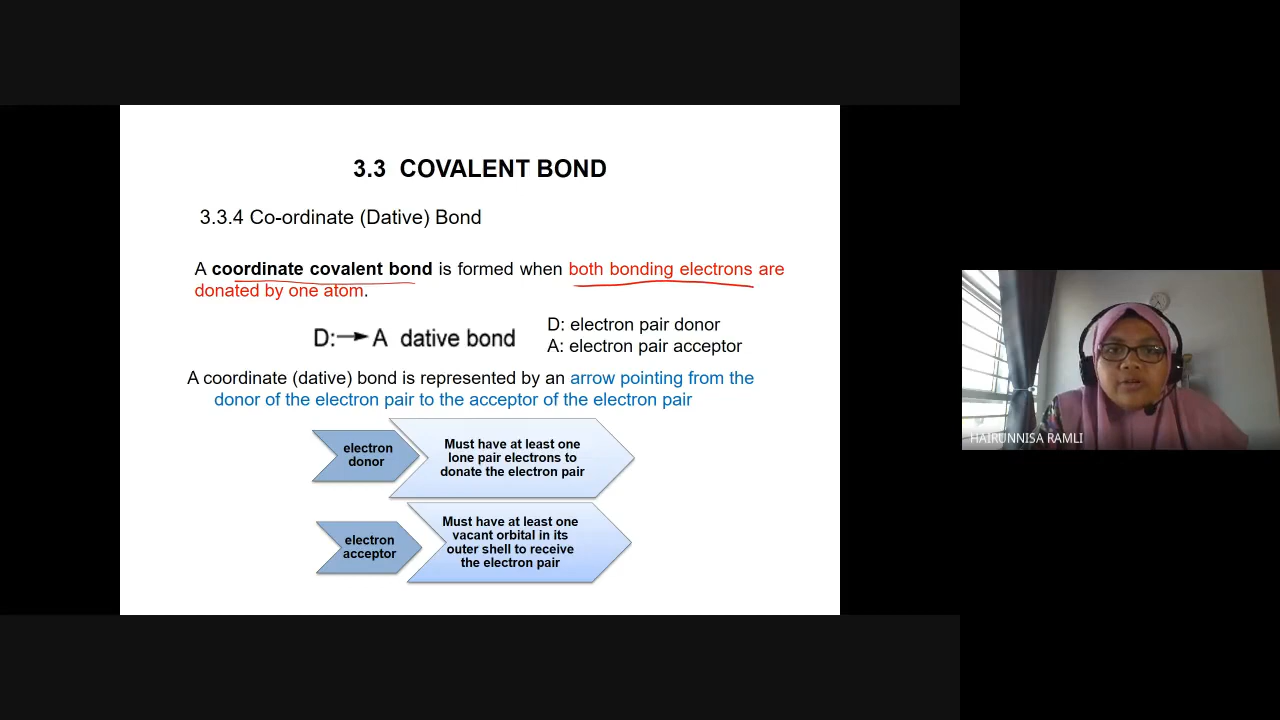 3.3 COVALENT BOND
3.3.4 Co-ordinate (Dative) Bond
A coordinate covalent bond is formed when both bonding electrons are
donated by one atom.
D:→A dative bond
D: electron pair donor
A: electron pair acceptor
A coordinate (dative) bond is represented by an arrow pointing from the
donor of the electron pair to the acceptor of the electron pair
electron
donor
Must have at least one
lone pair electrons to
donate the electron pair
electron
acceptor
Must have at least one
vacant orbital in its
outer shell to receive
the electron pair
HAIRUNNISA RAMLI